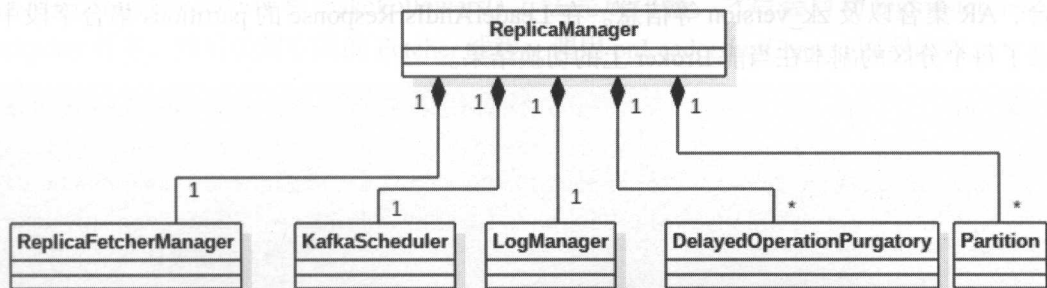 ReplicaManager
1 1 1 1 1
1 1 1 * *
ReplicaFetcherManager KafkaScheduler LogManager DelayedOperationPurgatory Partition